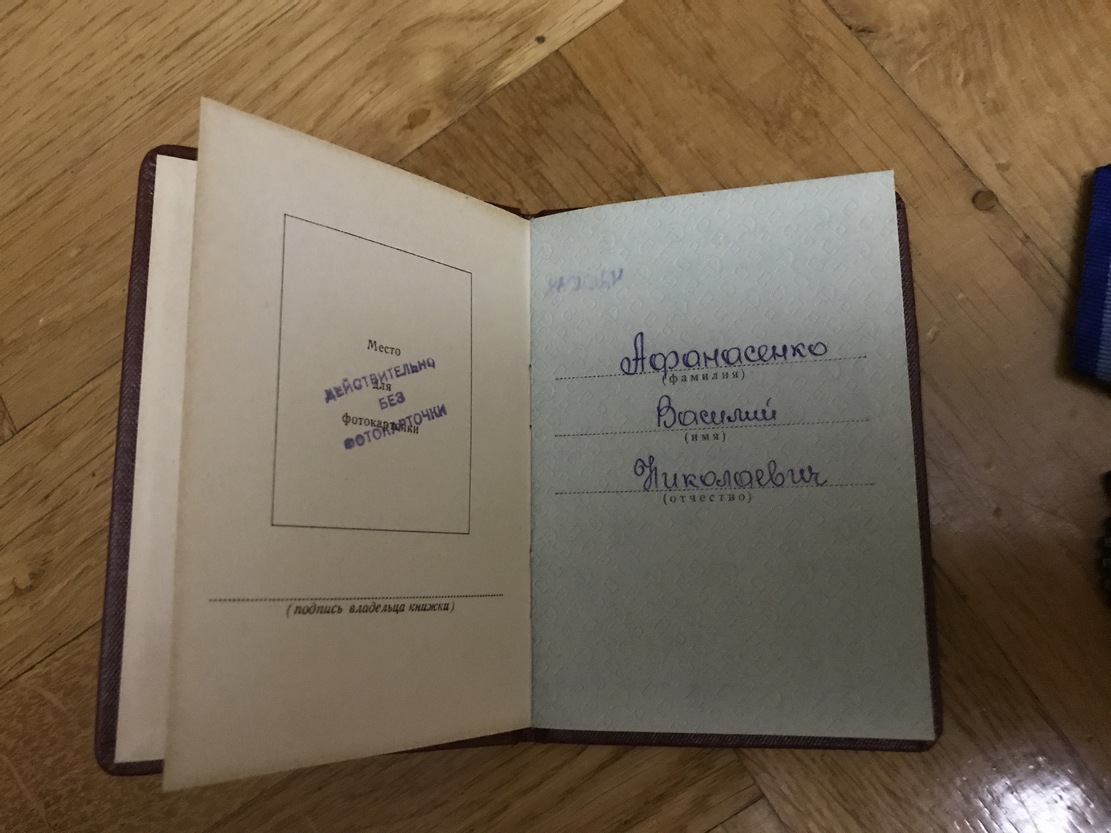 Место
для
фотокарточки
ДЕЙСТВИТЕЛЬНО
БЕЗ
ФОТОКАРТОЧКИ
(подпись владельца книжки)
Афанасенко
(фамилия)
Василий
(имя)
Николаевич
(отчество)